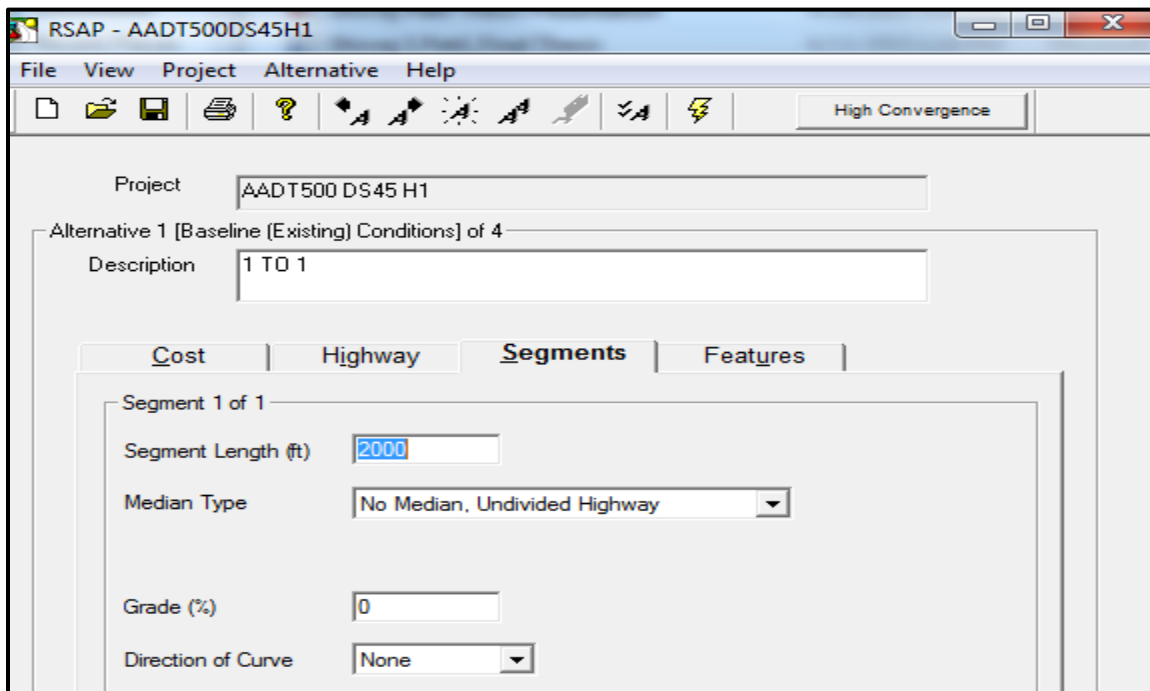 RSAP - AADT500DS45H1
File View Project Alternative Help
High Convergence
Project AADT500 DS45 H1
Alternative 1 [Baseline (Existing) Conditions] of 4
Description 1 TO 1
Cost Highway Segments Features
Segment 1 of 1
Segment Length (ft) 2000
Median Type No Median, Undivided Highway
Grade (%) 0
Direction of Curve None